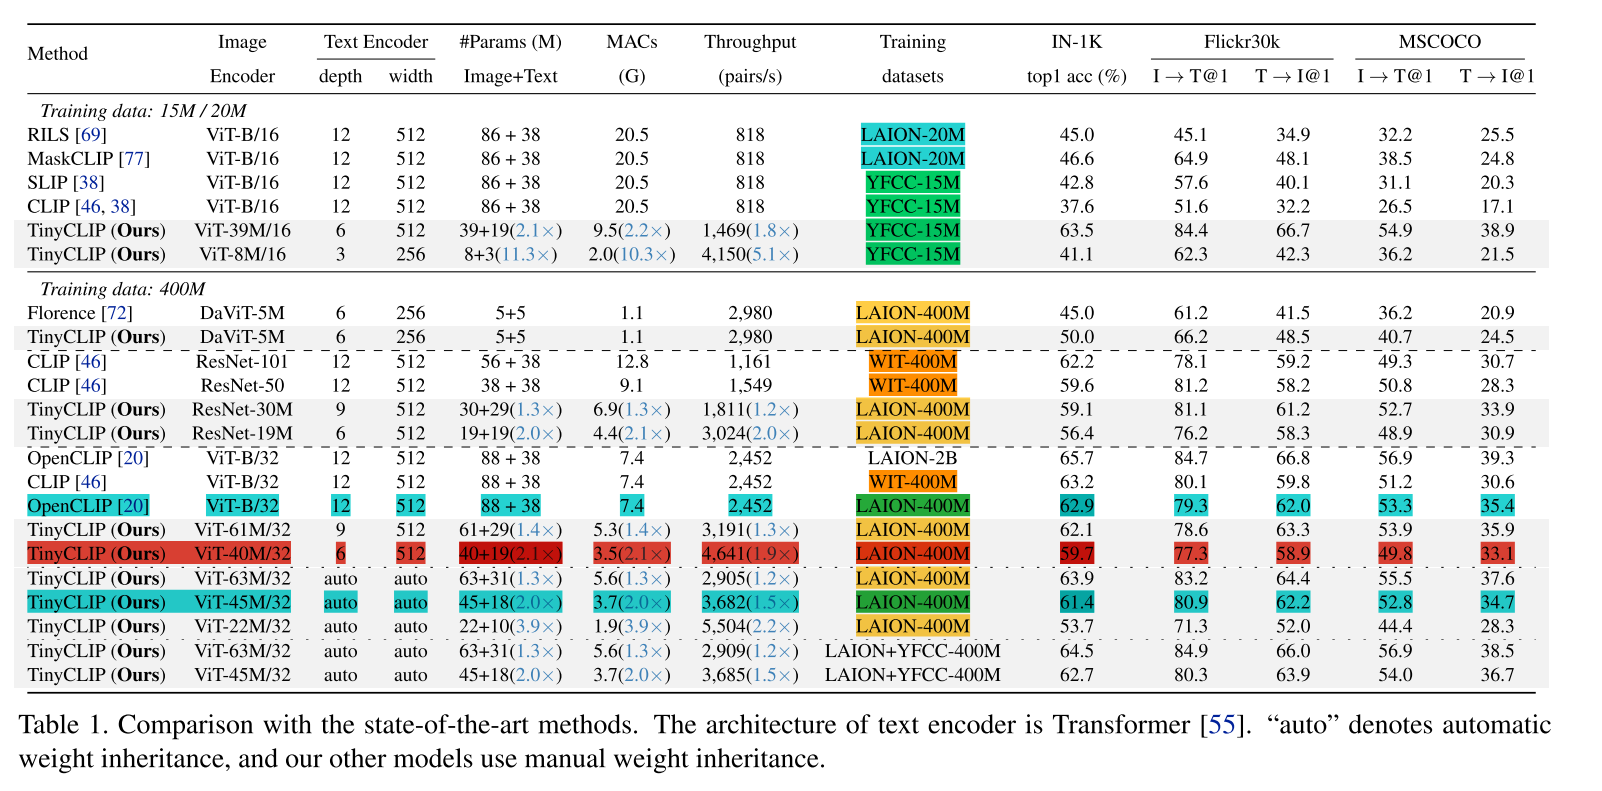 Method Image Text Encoder #Params (M) MACs Throughput Training IN-1K Flickr30k MSCOCO
Encoder depth width Image+Text (G) (pairs/s) datasets top1 acc (%) I → T@1 T → I@1 I → T@1 T → I@1
Training data: 15M / 20M
RILS [69] ViT-B/16 12 512 86 + 38 20.5 818 LAION-20M 45.0 45.1 34.9 32.2 25.5
MaskCLIP [77] ViT-B/16 12 512 86 + 38 20.5 818 LAION-20M 46.6 64.9 48.1 38.5 24.8
SLIP [38] ViT-B/16 12 512 86 + 38 20.5 818 YFCC-15M 42.8 57.6 40.1 31.1 20.3
CLIP [46, 38] ViT-B/16 12 512 86 + 38 20.5 818 YFCC-15M 37.6 51.6 32.2 26.5 17.1
TinyCLIP (Ours) ViT-39M/16 6 512 39+19(2.1×) 9.5(2.2×) 1,469(1.8×) YFCC-15M 63.5 84.4 66.7 54.9 38.9
TinyCLIP (Ours) ViT-8M/16 3 256 8+3(11.3×) 2.0(10.3×) 4,150(5.1×) YFCC-15M 41.1 62.3 42.3 36.2 21.5
Training data: 400M
Florence [72] DaViT-5M 6 256 5+5 1.1 2,980 LAION-400M 45.0 61.2 41.5 36.2 20.9
TinyCLIP (Ours) DaViT-5M 6 256 5+5 1.1 2,980 LAION-400M 50.0 66.2 48.5 40.7 24.5
CLIP [46] ResNet-101 12 512 56 + 38 12.8 1,161 WIT-400M 62.2 78.1 59.2 49.3 30.7
CLIP [46] ResNet-50 12 512 38 + 38 9.1 1,549 WIT-400M 59.6 81.2 58.2 50.8 28.3
TinyCLIP (Ours) ResNet-30M 9 512 30+29(1.3×) 6.9(1.3×) 1,811(1.2×) LAION-400M 59.1 81.1 61.2 52.7 33.9
TinyCLIP (Ours) ResNet-19M 6 512 19+19(2.0×) 4.4(2.1×) 3,024(2.0×) LAION-400M 56.4 76.2 58.3 48.9 30.9
OpenCLIP [20] ViT-B/32 12 512 88 + 38 7.4 2,452 LAION-2B 65.7 84.7 66.8 56.9 39.3
CLIP [46] ViT-B/32 12 512 88 + 38 7.4 2,452 WIT-400M 63.2 80.1 59.8 51.2 30.6
OpenCLIP [20] ViT-B/32 12 512 88 + 38 7.4 2,452 LAION-400M 62.9 79.3 62.0 53.3 35.4
TinyCLIP (Ours) ViT-61M/32 9 512 61+29(1.4×) 5.3(1.4×) 3,191(1.3×) LAION-400M 62.1 78.6 63.3 53.9 35.9
TinyCLIP (Ours) ViT-40M/32 6 512 40+19(2.1×) 3.5(2.1×) 4,641(1.9×) LAION-400M 59.7 77.3 58.9 49.8 33.1
TinyCLIP (Ours) ViT-63M/32 auto auto 63+31(1.3×) 5.6(1.3×) 2,905(1.2×) LAION-400M 63.9 83.2 64.4 55.5 37.6
TinyCLIP (Ours) ViT-45M/32 auto auto 45+18(2.0×) 3.7(2.0×) 3,682(1.5×) LAION-400M 61.4 80.9 62.2 52.8 34.7
TinyCLIP (Ours) ViT-22M/32 auto auto 22+10(3.9×) 1.9(3.9×) 5,504(2.2×) LAION-400M 53.7 71.3 52.0 44.4 28.3
TinyCLIP (Ours) ViT-63M/32 auto auto 63+31(1.3×) 5.6(1.3×) 2,909(1.2×) LAION+YFCC-400M 64.5 84.9 66.0 56.9 38.5
TinyCLIP (Ours) ViT-45M/32 auto auto 45+18(2.0×) 3.7(2.0×) 3,685(1.5×) LAION+YFCC-400M 62.7 80.3 63.9 54.0 36.7
Table 1. Comparison with the state-of-the-art methods. The architecture of text encoder is Transformer [55]. “auto” denotes automatic
weight inheritance, and our other models use manual weight inheritance.